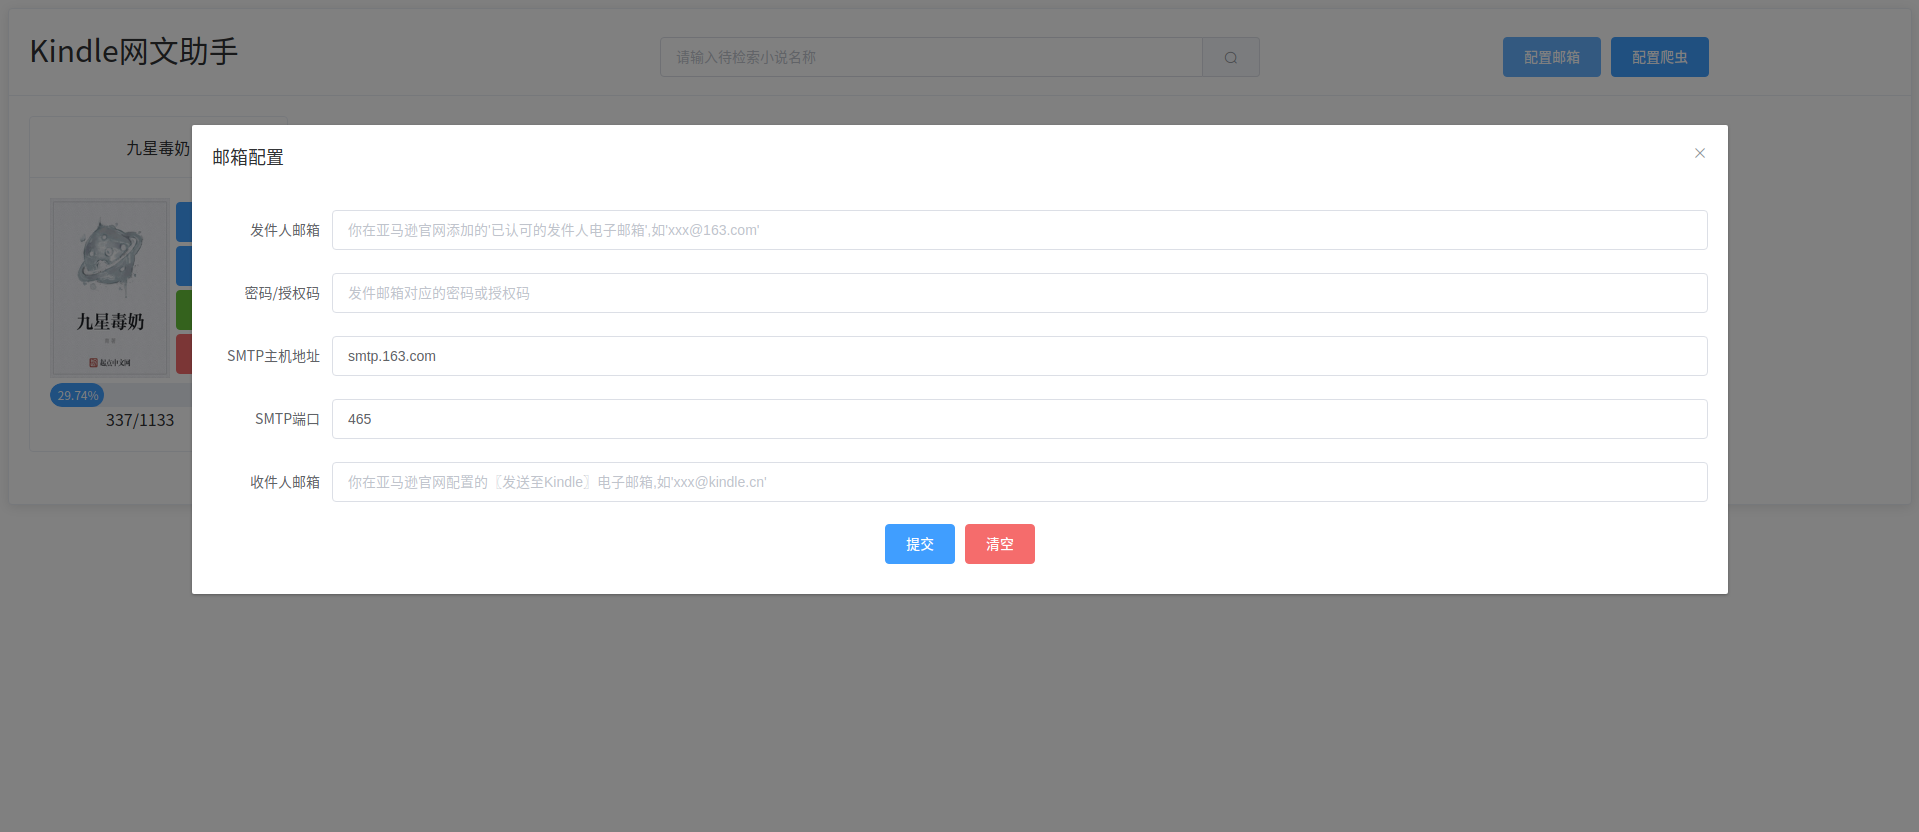 Kindle网文助手
请输入待检索小说名称
配置邮箱
配置爬虫
九星毒奶
九星毒奶
起点中文网
29.74%
337/1133
邮箱配置
发件人邮箱
你在亚马逊官网添加的'已认可的发件人电子邮箱',如'xxx@163.com'
密码/授权码
发件邮箱对应的密码或授权码
SMTP主机地址
smtp.163.com
SMTP端口
465
收件人邮箱
你在亚马逊官网配置的〖发送至Kindle〗电子邮箱,如'xxx@kindle.cn'
提交
清空